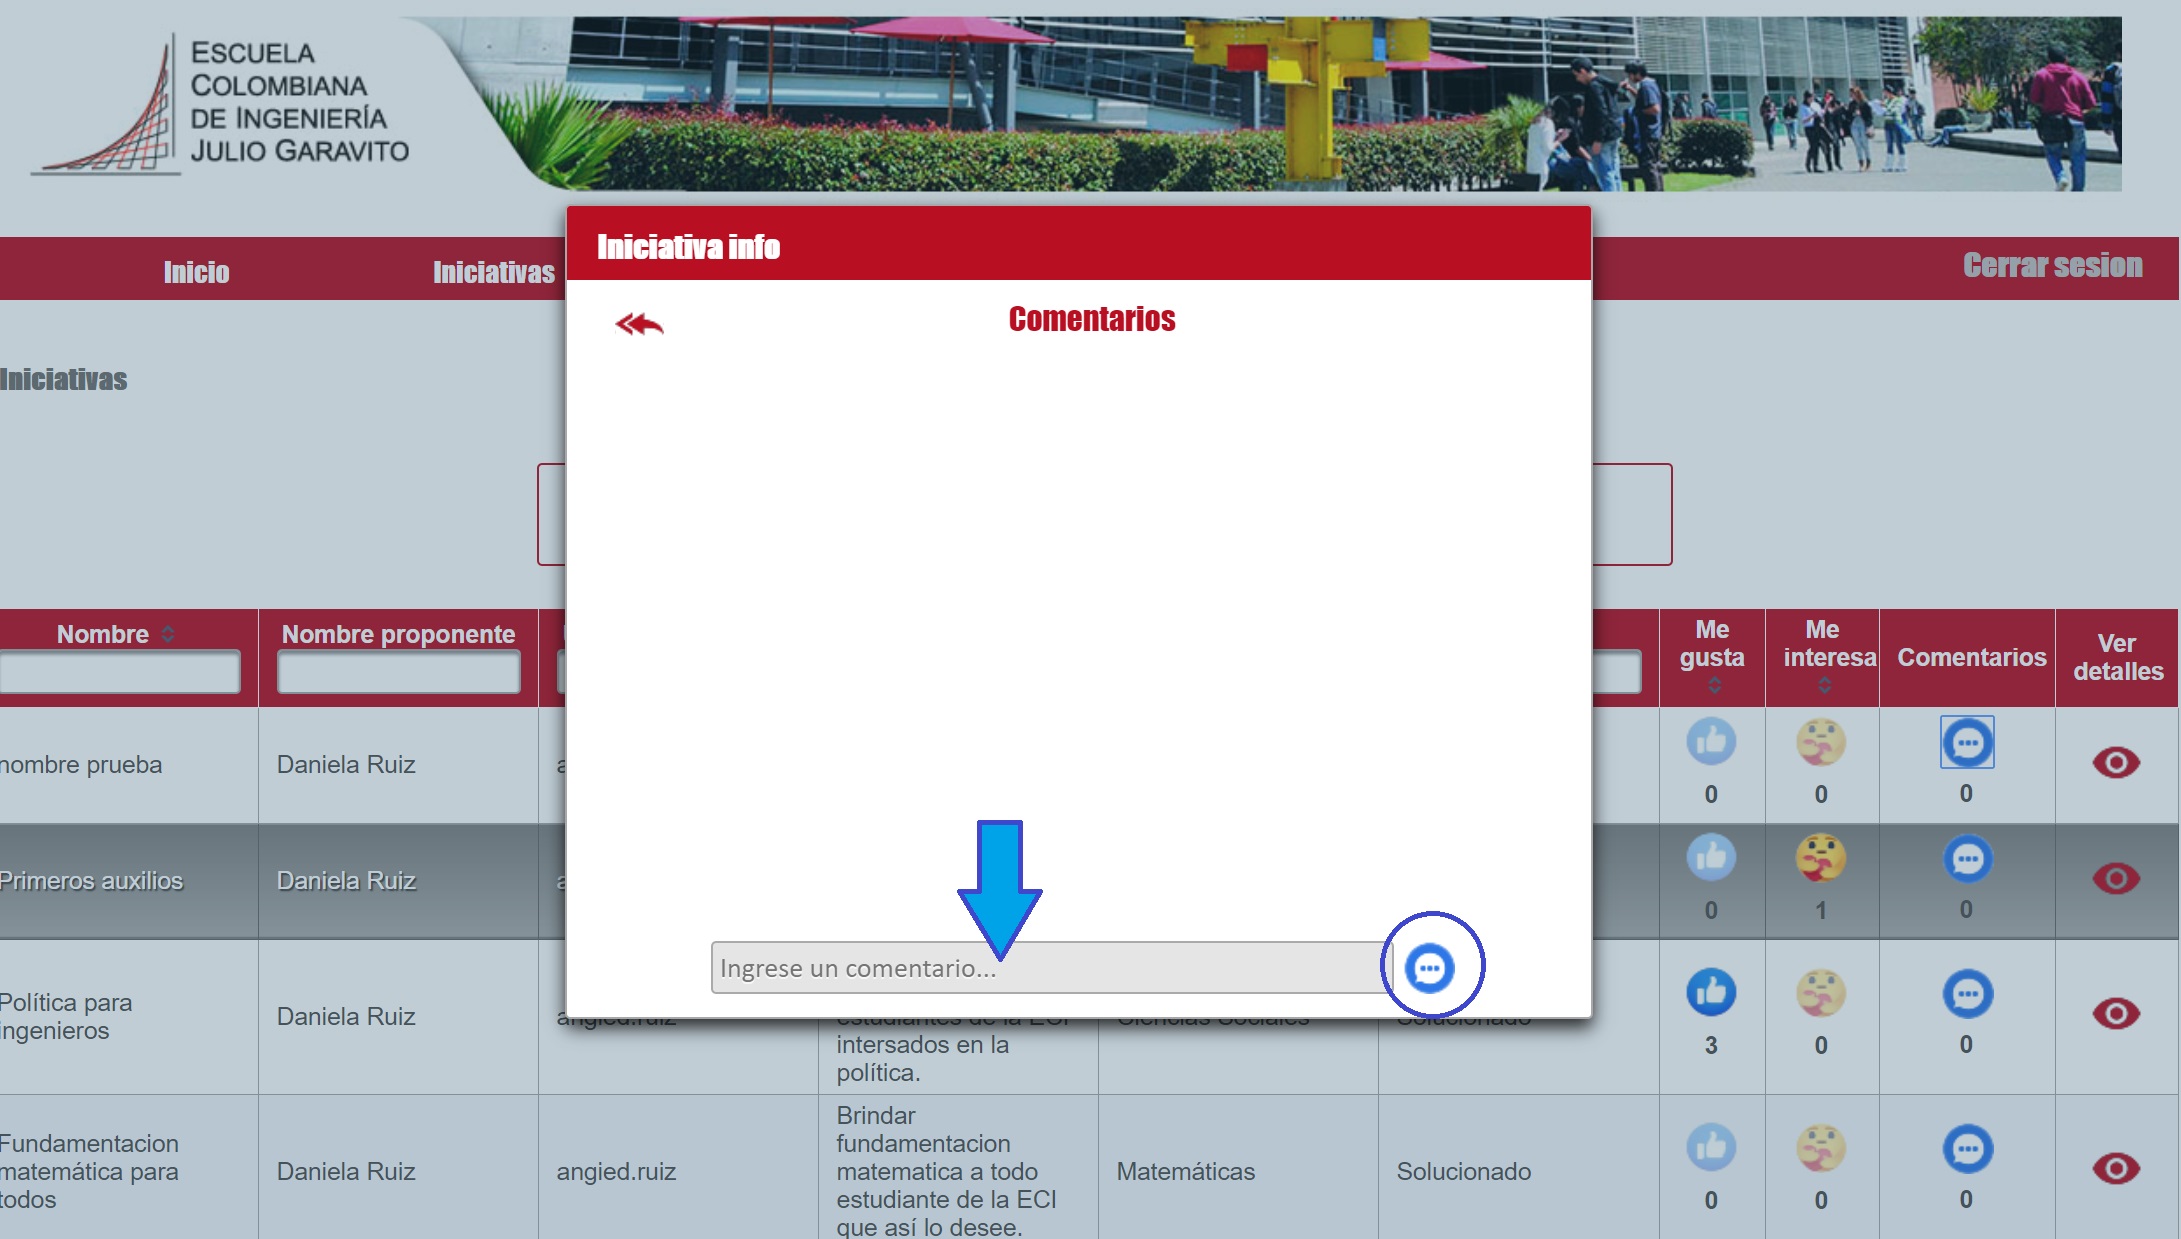 ESCUELA
COLOMBIANA
DE INGENIERÍA
JULIO GARAVITO
Inicio
Iniciativas
Cerrar sesion
Iniciativa info
Comentarios
Iniciativas
Nombre
Nombre proponente
Me
gusta
Me
interesa
Comentarios
Ver
detalles
nombre prueba
Daniela Ruiz
0
0
0
Primeros auxilios
Daniela Ruiz
0
1
0
Ingrese un comentario...
Política para
ingenieros
Daniela Ruiz
angied.ruiz
estudiantes de la ECI
intersados en la
política.
Ciencias Sociales
Solucionado
3
0
0
Fundamentacion
matemática para
todos
Daniela Ruiz
angied.ruiz
Brindar
fundamentacion
matematica a todo
estudiante de la ECI
que así lo desee.
Matemáticas
Solucionado
0
0
0